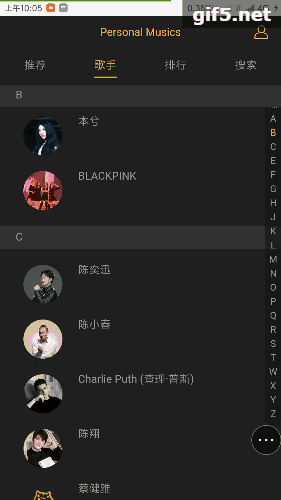 上午10:05
0.35
4G
gif5.net
Personal Musics
推荐
歌手
排行
搜索
B
本兮
BLACKPINK
C
陈奕迅
陈小春
Charlie Puth (查理·普斯)
陈翔
蔡健雅
A
B
C
E
F
G
H
J
K
L
M
N
O
P
Q
R
S
T
W
X
Y
Z